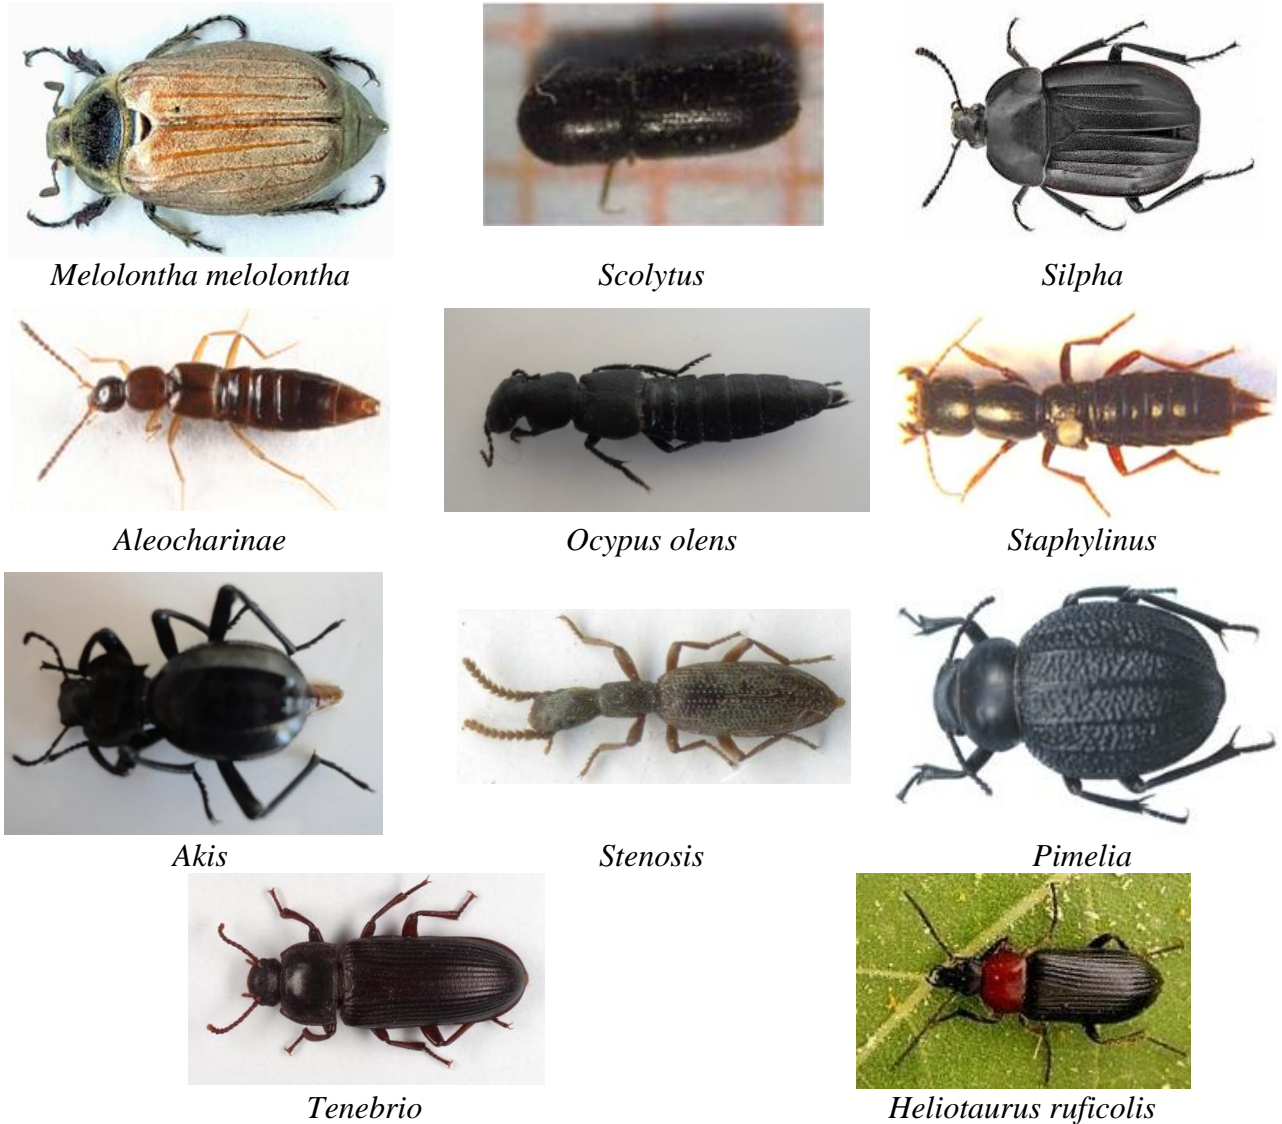 Melolontha melolontha
Scolytus
Silpha
Aleocharinae
Ocypus olens
Staphylinus
Akis
Stenosis
Pimelia
Tenebrio
Heliotaurus ruficolis